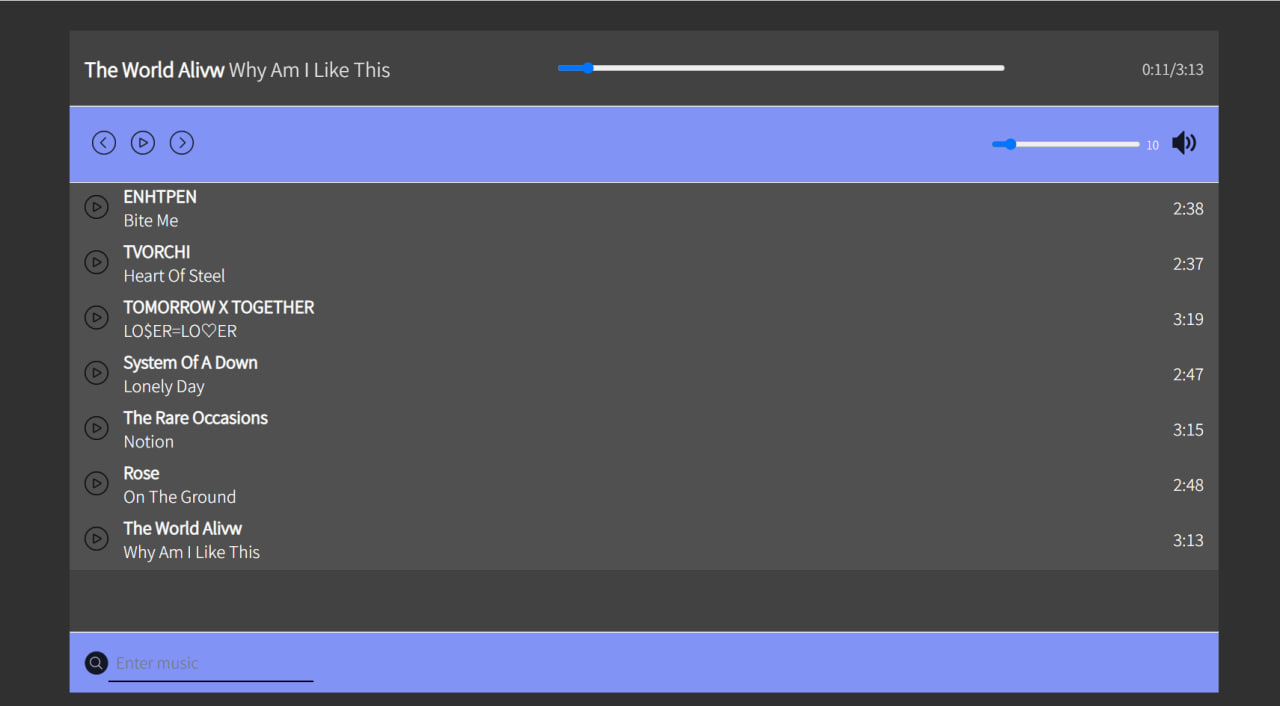 The World Alivw Why Am I Like This
0:11/3:13
10
ENHTPEN
Bite Me
2:38
TVORCHI
Heart Of Steel
2:37
TOMORROW X TOGETHER
LO$ER=LO♡ER
3:19
System Of A Down
Lonely Day
2:47
The Rare Occasions
Notion
3:15
Rose
On The Ground
2:48
The World Alivw
Why Am I Like This
3:13
Enter music